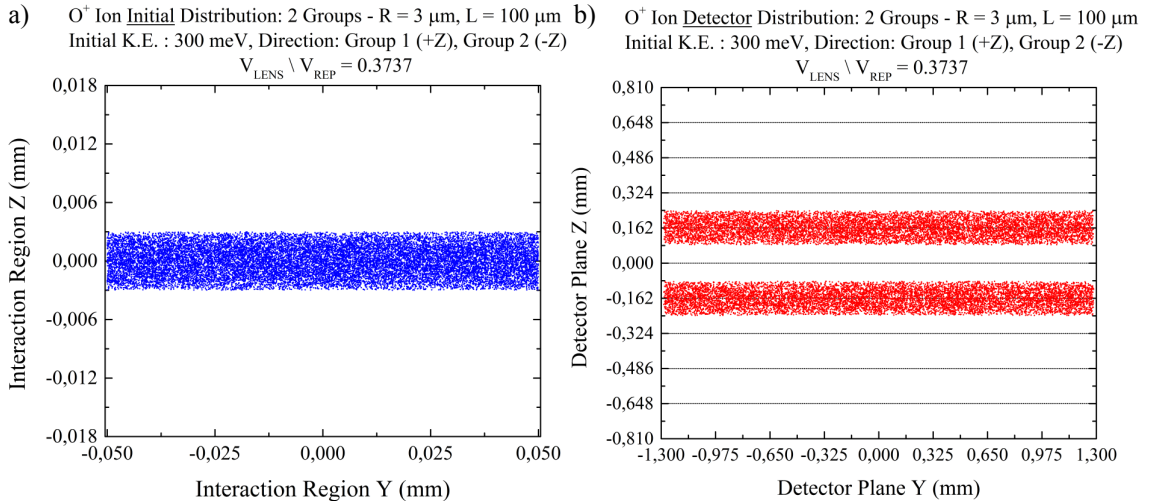 a)
O⁺ Ion Initial Distribution: 2 Groups - R = 3 μm, L = 100 μm
Initial K.E. : 300 meV, Direction: Group 1 (+Z), Group 2 (-Z)
V_LENS \ V_REP = 0.3737
0,018
0,012
0,006
0,000
-0,006
-0,012
-0,018
Interaction Region Z (mm)
-0,050 -0,025 0,000 0,025 0,050
Interaction Region Y (mm)
b)
O⁺ Ion Detector Distribution: 2 Groups - R = 3 μm, L = 100 μm
Initial K.E. : 300 meV, Direction: Group 1 (+Z), Group 2 (-Z)
V_LENS \ V_REP = 0.3737
0,810
0,648
0,486
0,324
0,162
0,000
-0,162
-0,324
-0,486
-0,648
-0,810
Detector Plane Z (mm)
-1,300 -0,975 -0,650 -0,325 0,000 0,325 0,650 0,975 1,300
Detector Plane Y (mm)